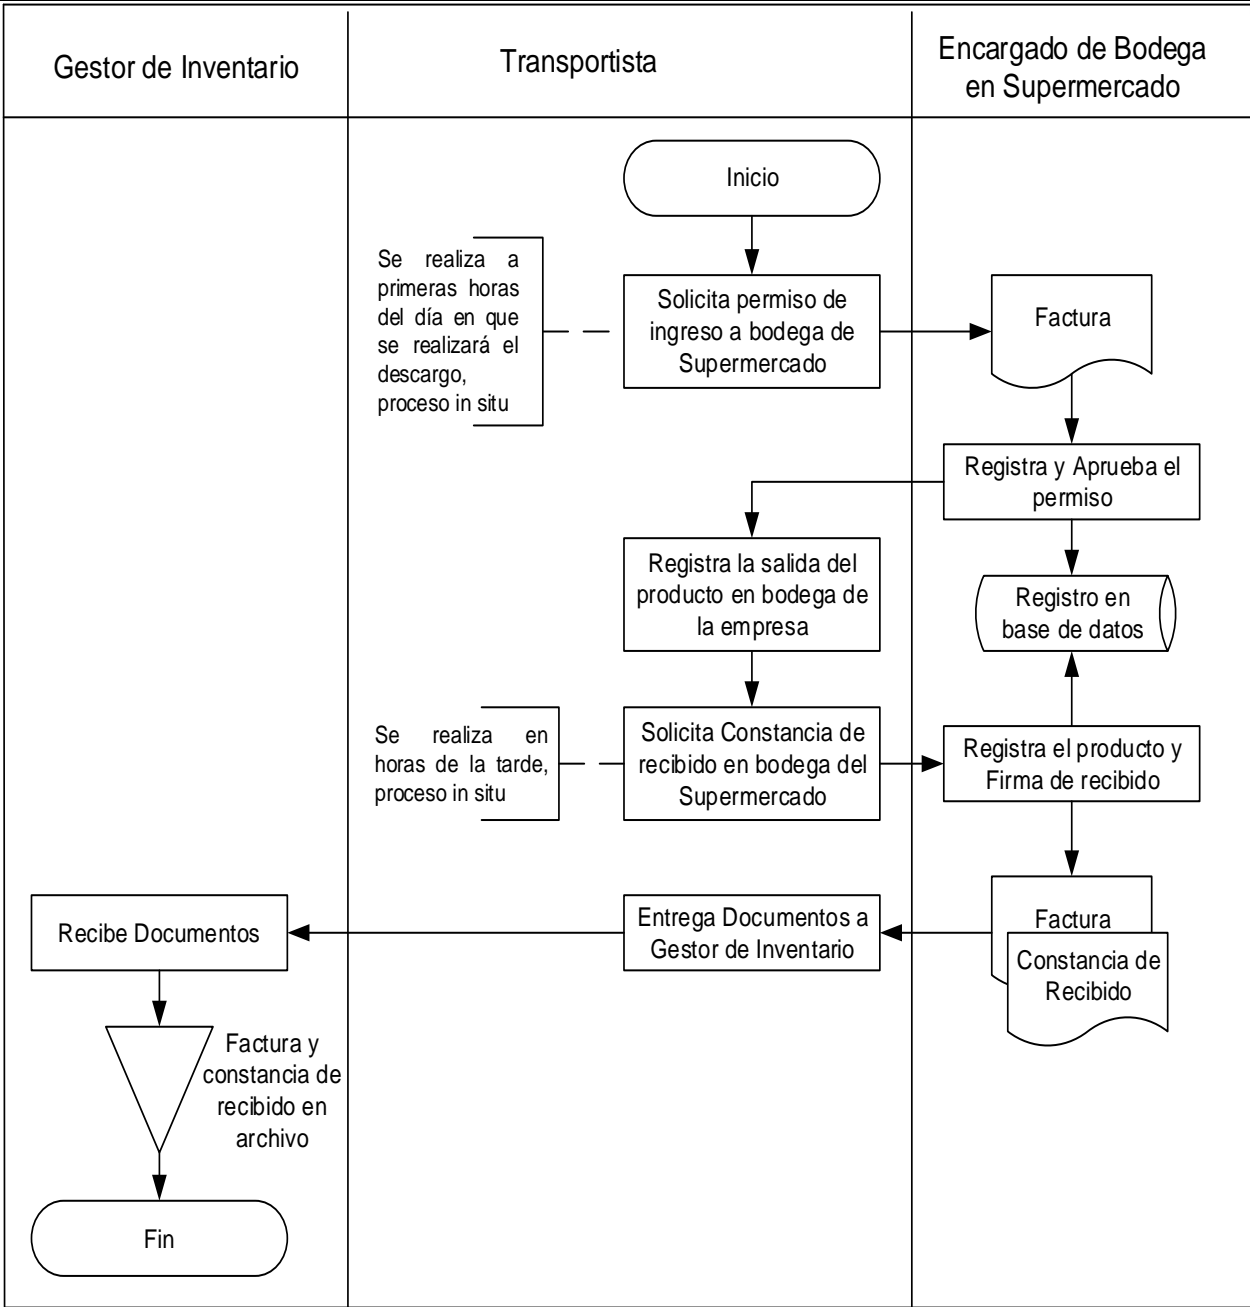 Gestor de Inventario
Transportista
Encargado de Bodega
en Supermercado
Inicio
Se realiza a
primeras horas
del día en que
se realizará el
descargo,
proceso in situ
Solicita permiso de
ingreso a bodega de
Supermercado
Factura
Registra y Aprueba el
permiso
Registra la salida del
producto en bodega de
la empresa
Registro en
base de datos
Se realiza en
horas de la tarde,
proceso in situ
Solicita Constancia de
recibido en bodega del
Supermercado
Registra el producto y
Firma de recibido
Factura
Constancia de
Recibido
Entrega Documentos a
Gestor de Inventario
Recibe Documentos
Factura y
constancia de
recibido en
archivo
Fin